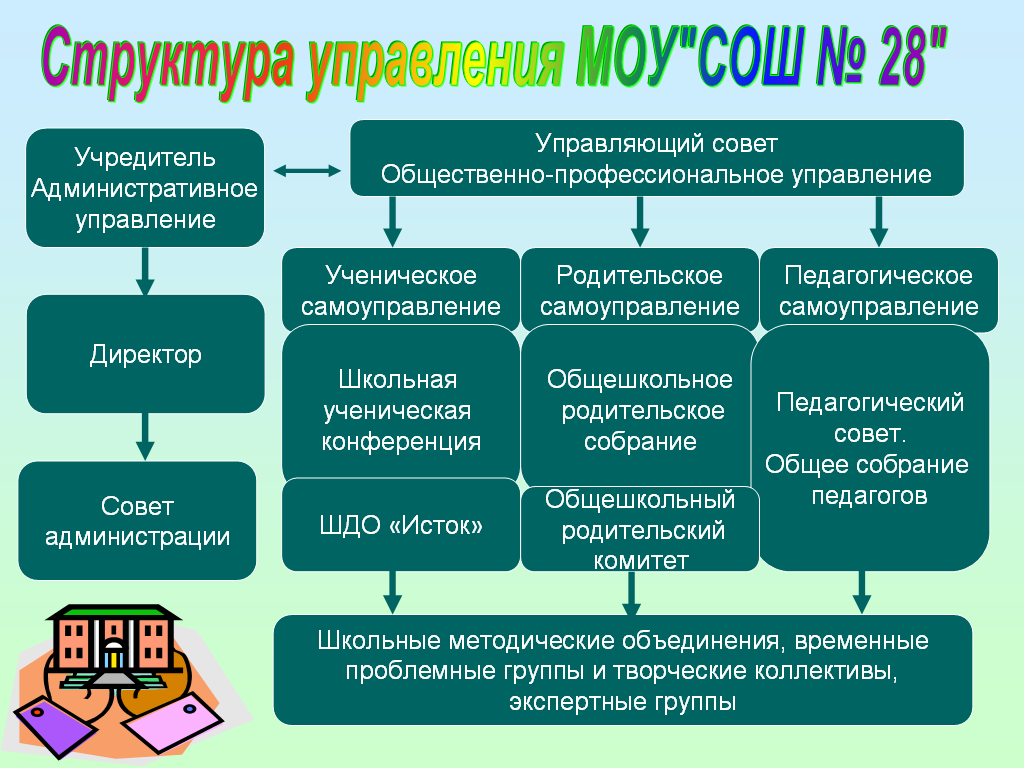 Структура управления МОУ"СОШ № 28"
Учредитель
Административное
управление
Управляющий совет
Общественно-профессиональное управление
Директор
Совет
администрации
Ученическое
самоуправление
Школьная
ученическая
конференция
ШДО «Исток»
Родительское
самоуправление
Общешкольное
родительское
собрание
Общешкольный
родительский
комитет
Педагогическое
самоуправление
Педагогический
совет.
Общее собрание
педагогов
Школьные методические объединения, временные
проблемные группы и творческие коллективы,
экспертные группы